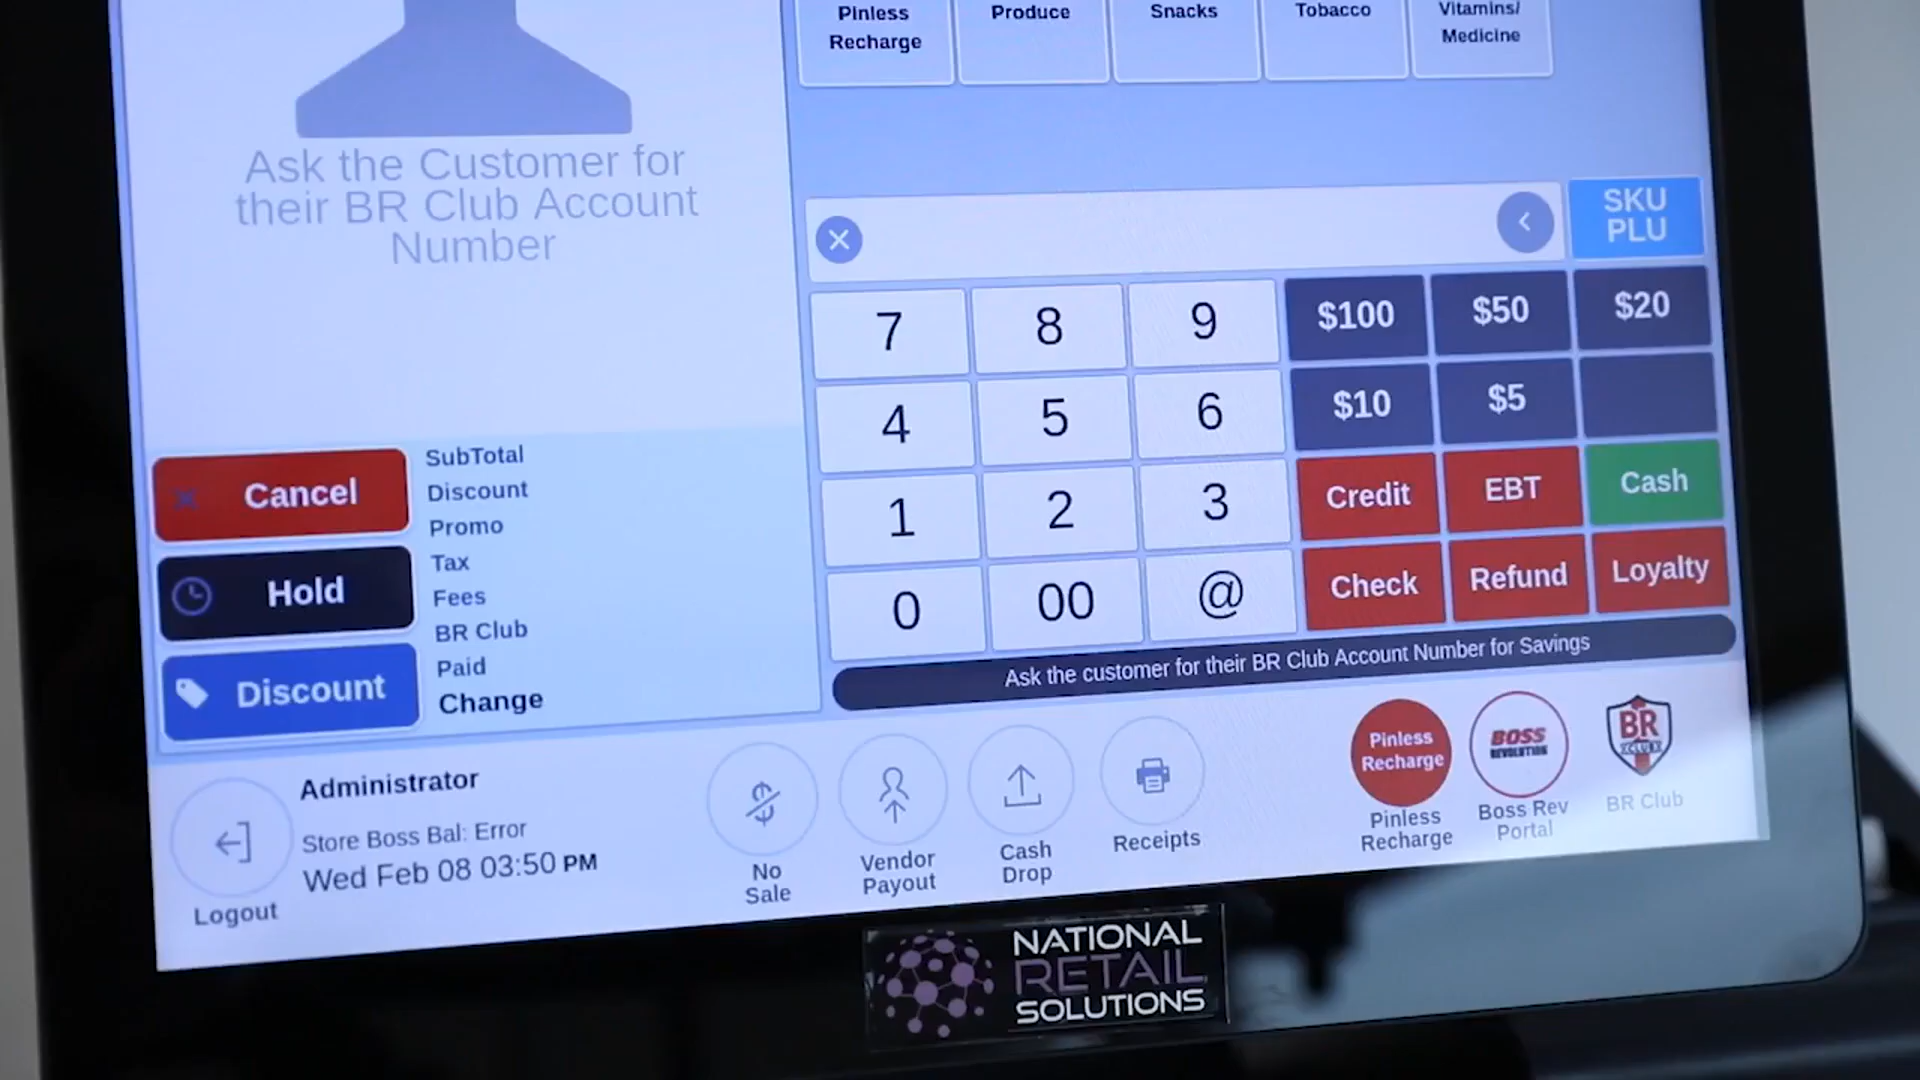 Pinless
Recharge
Produce
Snacks
Tobacco
Vitamins/
Medicine
Ask the Customer for
their BR Club Account
Number
SKU
PLU
7 8 9 $100 $50 $20
4 5 6 $10 $5
1 2 3 Credit EBT Cash
0 00 @ Check Refund Loyalty
Ask the customer for their BR Club Account Number for Savings
Cancel
Hold
Discount
SubTotal
Discount
Promo
Tax
Fees
BR Club
Paid
Change
Administrator
Store Boss Bal: Error
Wed Feb 08 03:50 PM
Logout
No
Sale
Vendor
Payout
Cash
Drop
Receipts
Pinless
Recharge
Pinless
Recharge
BOSS
REVOLUTION
Boss Rev
Portal
BR
CLUB
BR Club
NATIONAL
RETAIL
SOLUTIONS